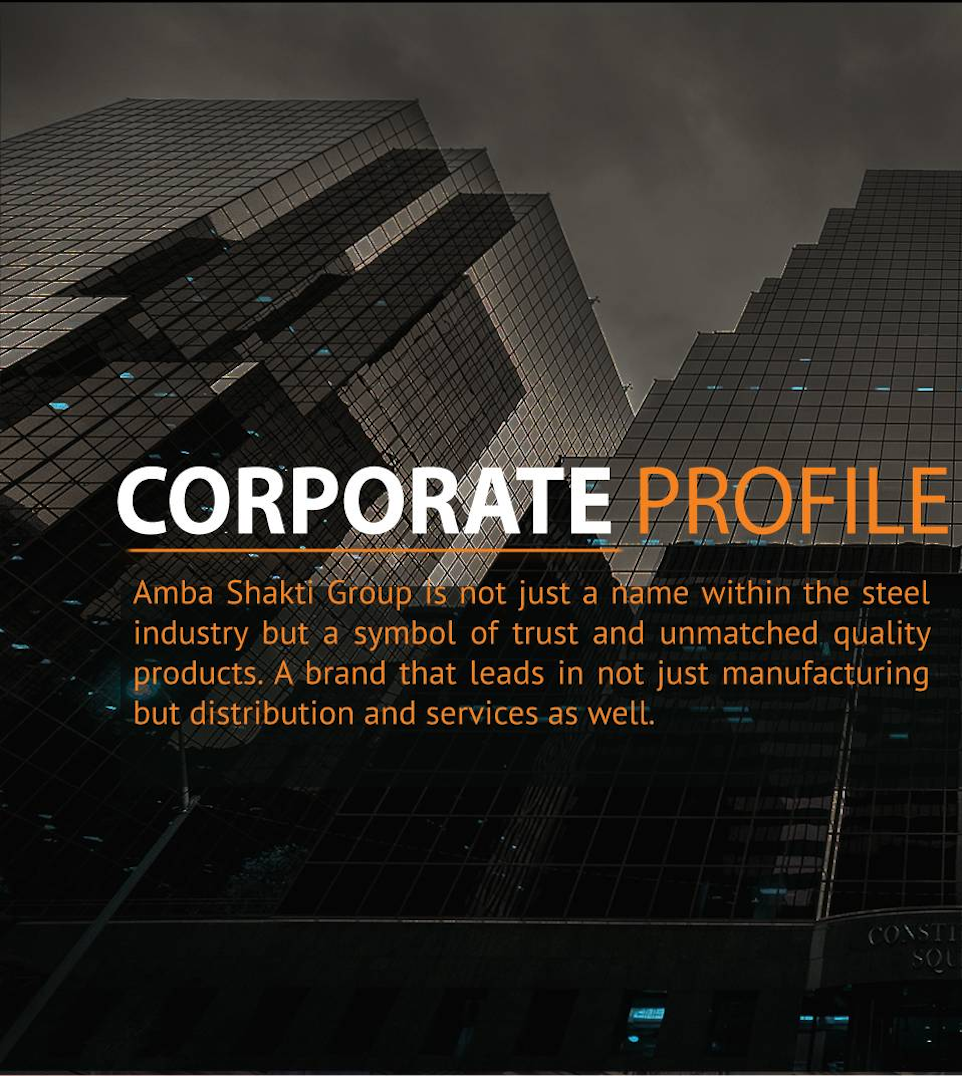 CORPORATE PROFILE
Amba Shakti Group is not just a name within the steel
industry but a symbol of trust and unmatched quality
products. A brand that leads in not just manufacturing
but distribution and services as well.